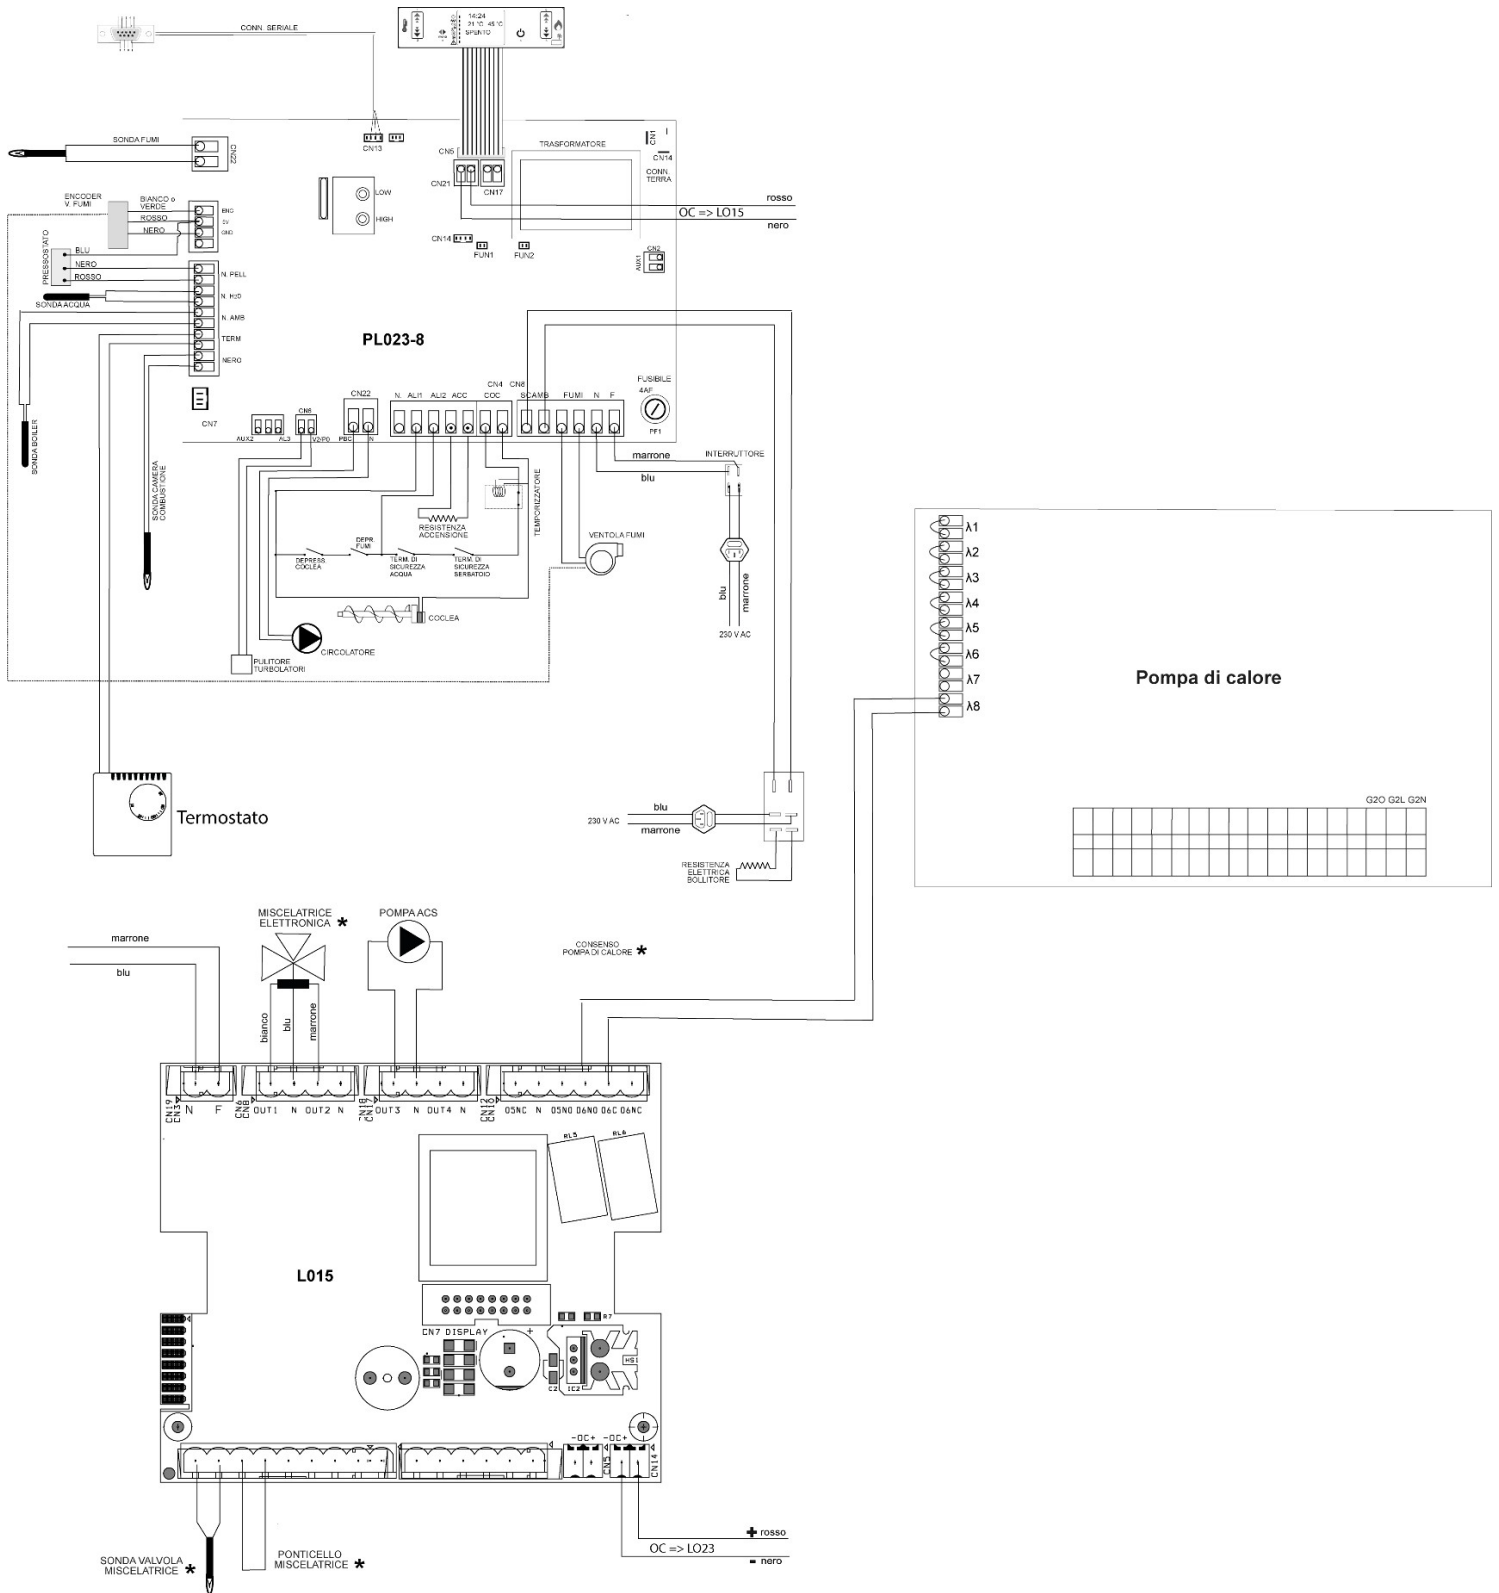 CONN. SERIALE
14:24
21 °C 45 °C
SPENTO
SONDA FUMI
CN22
CN13
CN5
TRASFORMATORE
CN1
CN14
CONN.
TERRA
CN21
CN17
rosso
OC => LO15
nero
LOW
HIGH
ENCODER
V. FUMI
BIANCO o
VERDE
ROSSO
NERO
ENC
5V
GND
CN14
FUN1
FUN2
CN2
AUX1
PRESSOSTATO
BLU
NERO
ROSSO
SONDA ACQUA
N. PELL
N. H2O
N. AMB
TERM
NERO
PL023-8
CN7
SONDA BOILER
SONDA CAMERA
COMBUSTIONE
AUX2
AL3
CN6
V2/P0
CN22
PBC
N
N.
ALI1
ALI2
ACC
CN4
COC
CN8
SCAMB
FUMI
N
F
FUSIBILE
4AF
PF1
marrone
blu
INTERRUTTORE
TEMPORIZZATORE
RESISTENZA
ACCENSIONE
DEPRESS.
COCLEA
DEPR.
FUMI
TERM. DI
SICUREZZA
ACQUA
TERM. DI
SICUREZZA
SERBATOIO
VENTOLA FUMI
COCLEA
CIRCOLATORE
PULITORE
TURBOLATORI
blu
marrone
230 V AC
λ1
λ2
λ3
λ4
λ5
λ6
λ7
λ8
Pompa di calore
G2O G2L G2N
Termostato
230 V AC
blu
marrone
RESISTENZA
ELETTRICA
BOLLITORE
marrone
blu
MISCELATRICE
ELETTRONICA *
POMPA ACS
CONSENSO
POMPA DI CALORE *
bianco
blu
marrone
CN19
CN3
N F
CN6
CN8
OUT1 N OUT2 N
CN18
CN17
OUT3 N OUT4 N
CN12
CN10
O5NC N O5NO O6NO O6C O6NC
RL5
RL6
L015
CN7 DISPLAY
+
R7
HS1
C2
IC2
-OC+
-OC+
CN5
CN14
SONDA VALVOLA
MISCELATRICE *
PONTICELLO
MISCELATRICE *
+ rosso
OC => LO23
- nero